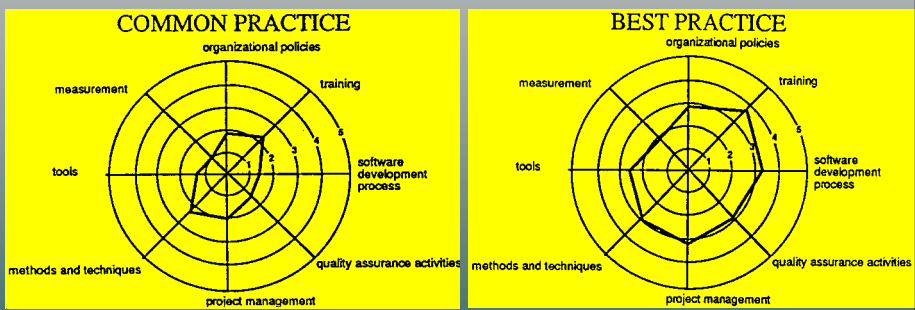 COMMON PRACTICE
organizational policies
measurement
training
tools
1
2
3
4
5
software
development
process
methods and techniques
quality assurance activities
project management
BEST PRACTICE
organizational policies
training
tools
1
2
3
4
5
software
development
process
methods and techniques
quality assurance activities
project management